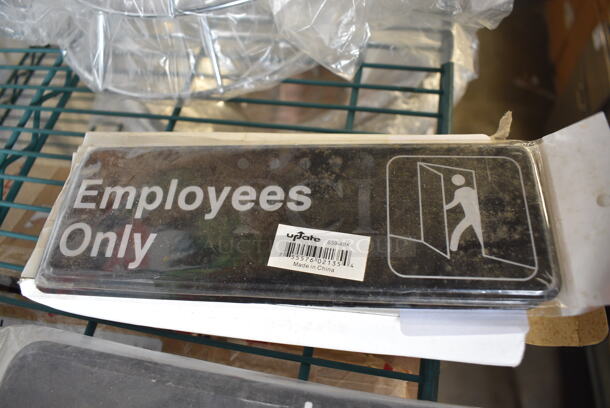 Employees
Only
update
Made in China